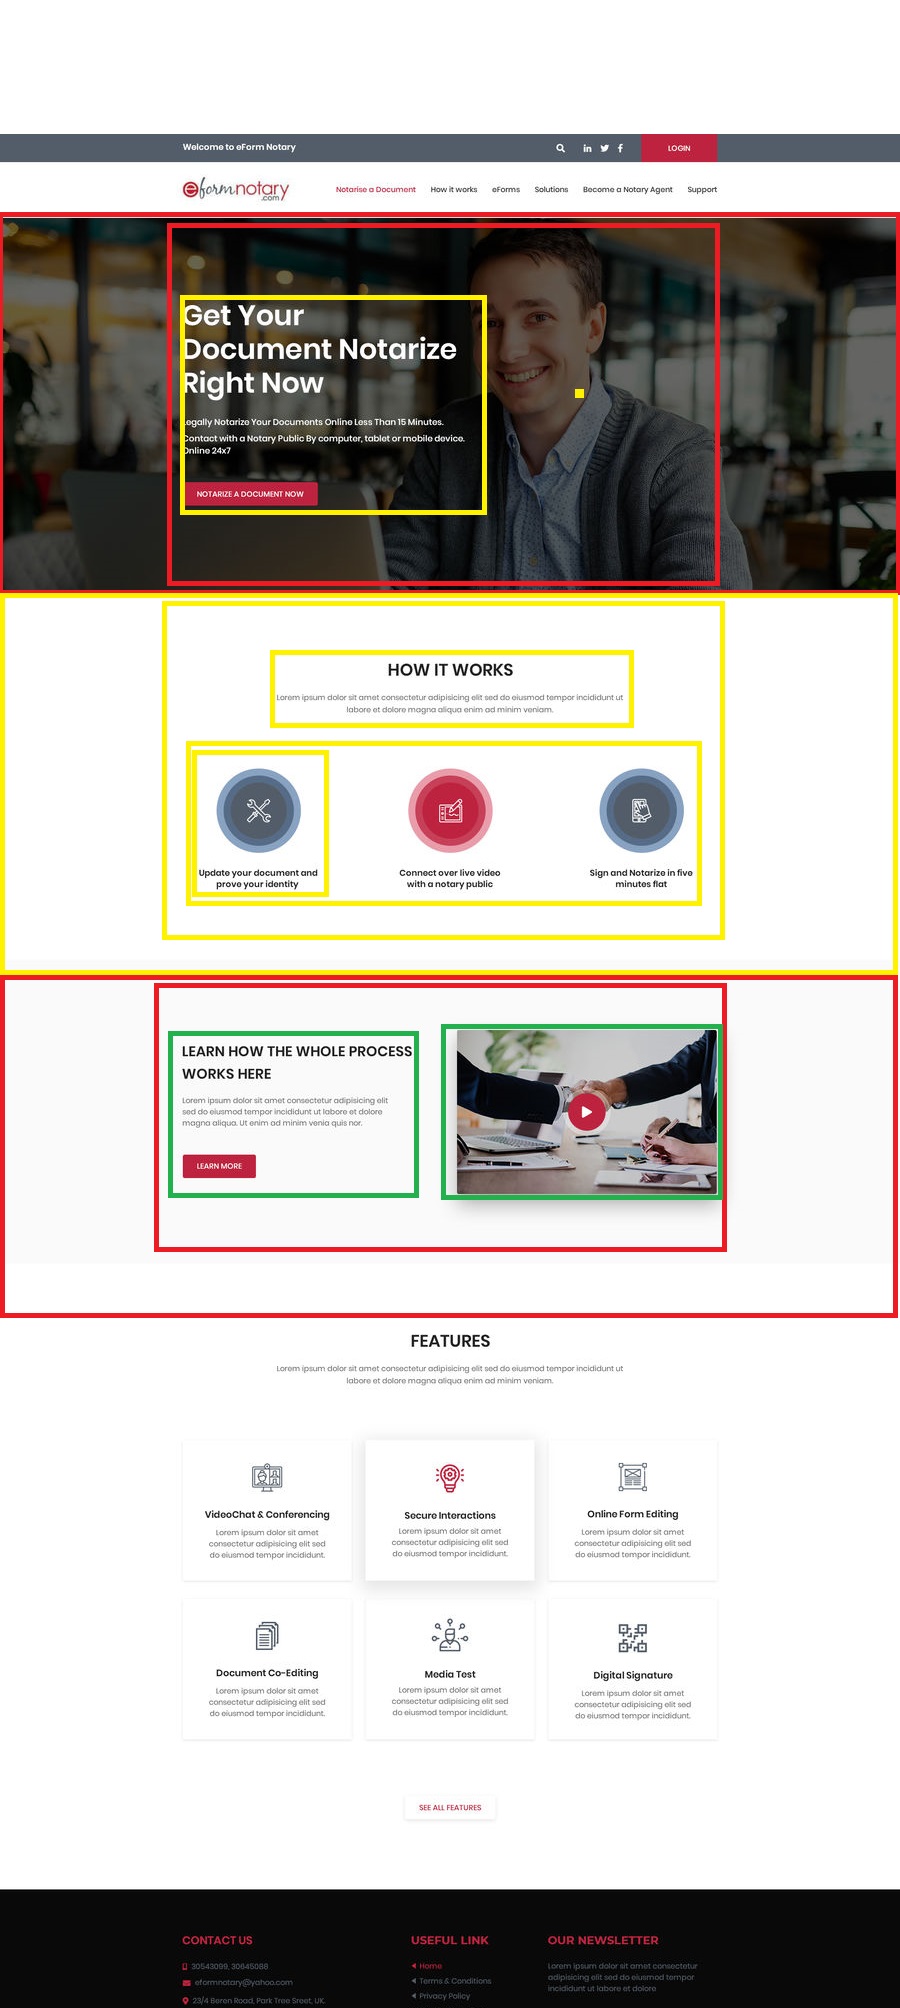 Welcome to eForm Notary
LOGIN
eformnotary
.com
Notarise a Document How it works eForms Solutions Become a Notary Agent Support
Get Your
Document Notarize
Right Now
Legally Notarize Your Documents Online Less Than 15 Minutes.
Contact with a Notary Public By computer, tablet or mobile device.
Online 24x7
NOTARIZE A DOCUMENT NOW
HOW IT WORKS
Lorem ipsum dolor sit amet consectetur adipisicing elit sed do eiusmod tempor incididunt ut
labore et dolore magna aliqua enim ad minim veniam.
Update your document and
prove your identity
Connect over live video
with a notary public
Sign and Notarize in five
minutes flat
LEARN HOW THE WHOLE PROCESS
WORKS HERE
Lorem ipsum dolor sit amet consectetur adipisicing elit
sed do eiusmod tempor incididunt ut labore et dolore
magna aliqua. Ut enim ad minim venia quis nor.
LEARN MORE
FEATURES
Lorem ipsum dolor sit amet consectetur adipisicing elit sed do eiusmod tempor incididunt ut
labore et dolore magna aliqua enim ad minim veniam.
VideoChat & Conferencing
Lorem ipsum dolor sit amet
consectetur adipisicing elit sed
do eiusmod tempor incididunt.
Secure Interactions
Lorem ipsum dolor sit amet
consectetur adipisicing elit sed
do eiusmod tempor incididunt.
Online Form Editing
Lorem ipsum dolor sit amet
consectetur adipisicing elit sed
do eiusmod tempor incididunt.
Document Co-Editing
Lorem ipsum dolor sit amet
consectetur adipisicing elit sed
do eiusmod tempor incididunt.
Media Test
Lorem ipsum dolor sit amet
consectetur adipisicing elit sed
do eiusmod tempor incididunt.
Digital Signature
Lorem ipsum dolor sit amet
consectetur adipisicing elit sed
do eiusmod tempor incididunt.
SEE ALL FEATURES
CONTACT US
30543099, 30645088
eformnotary@yahoo.com
23/4 Beren Road, Park Tree Sreet, UK.
USEFUL LINK
Home
Terms & Conditions
Privacy Policy
OUR NEWSLETTER
Lorem ipsum dolor sit amet consectetur
adipisicing elit sed do eiusmod tempor
incididunt ut labore et dolore